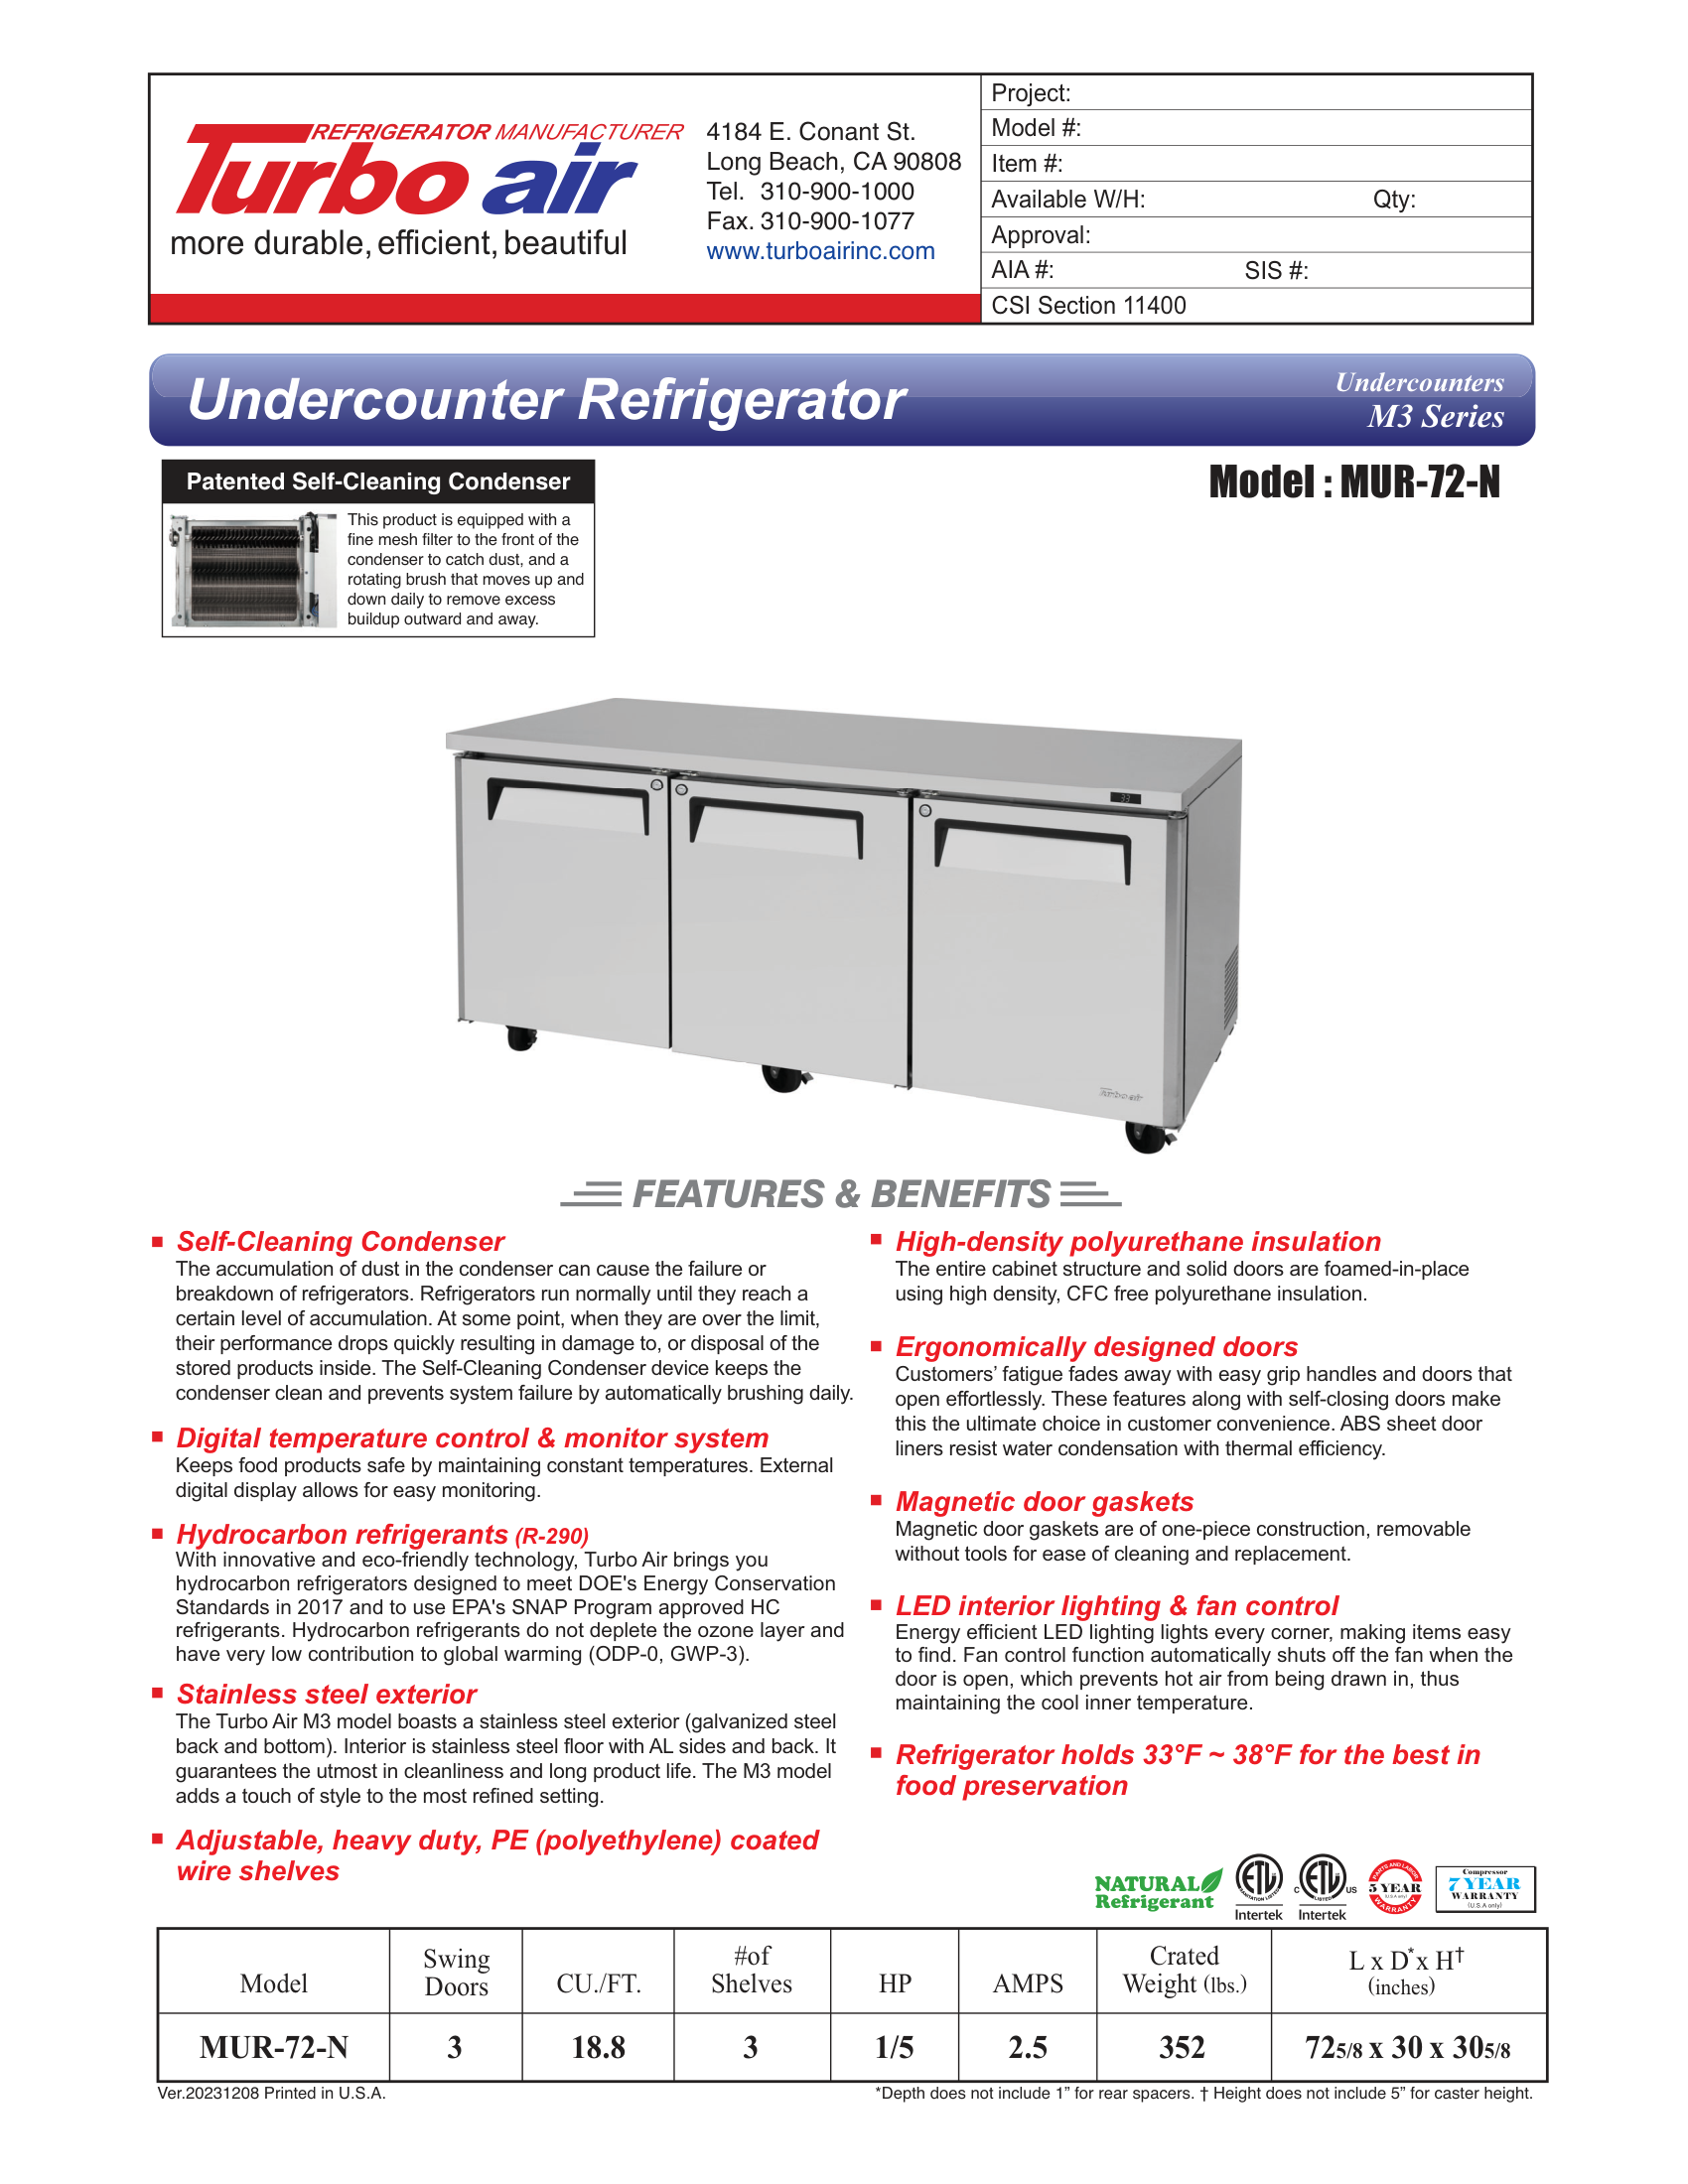 REFRIGERATOR MANUFACTURER
Turbo air
more durable, efficient, beautiful
4184 E. Conant St.
Long Beach, CA 90808
Tel. 310-900-1000
Fax. 310-900-1077
www.turboairinc.com
Project:
Model #:
Item #:
Available W/H: Qty:
Approval:
AIA #: SIS #:
CSI Section 11400
Undercounter Refrigerator
Undercounters
M3 Series
Patented Self-Cleaning Condenser
This product is equipped with a
fine mesh filter to the front of the
condenser to catch dust, and a
rotating brush that moves up and
down daily to remove excess
buildup outward and away.
Model : MUR-72-N
33
Turbo air
FEATURES & BENEFITS
■ Self-Cleaning Condenser
The accumulation of dust in the condenser can cause the failure or
breakdown of refrigerators. Refrigerators run normally until they reach a
certain level of accumulation. At some point, when they are over the limit,
their performance drops quickly resulting in damage to, or disposal of the
stored products inside. The Self-Cleaning Condenser device keeps the
condenser clean and prevents system failure by automatically brushing daily.
■ Digital temperature control & monitor system
Keeps food products safe by maintaining constant temperatures. External
digital display allows for easy monitoring.
■ Hydrocarbon refrigerants (R-290)
With innovative and eco-friendly technology, Turbo Air brings you
hydrocarbon refrigerators designed to meet DOE's Energy Conservation
Standards in 2017 and to use EPA's SNAP Program approved HC
refrigerants. Hydrocarbon refrigerants do not deplete the ozone layer and
have very low contribution to global warming (ODP-0, GWP-3).
■ Stainless steel exterior
The Turbo Air M3 model boasts a stainless steel exterior (galvanized steel
back and bottom). Interior is stainless steel floor with AL sides and back. It
guarantees the utmost in cleanliness and long product life. The M3 model
adds a touch of style to the most refined setting.
■ Adjustable, heavy duty, PE (polyethylene) coated
wire shelves
■ High-density polyurethane insulation
The entire cabinet structure and solid doors are foamed-in-place
using high density, CFC free polyurethane insulation.
■ Ergonomically designed doors
Customers’ fatigue fades away with easy grip handles and doors that
open effortlessly. These features along with self-closing doors make
this the ultimate choice in customer convenience. ABS sheet door
liners resist water condensation with thermal efficiency.
■ Magnetic door gaskets
Magnetic door gaskets are of one-piece construction, removable
without tools for ease of cleaning and replacement.
■ LED interior lighting & fan control
Energy efficient LED lighting lights every corner, making items easy
to find. Fan control function automatically shuts off the fan when the
door is open, which prevents hot air from being drawn in, thus
maintaining the cool inner temperature.
■ Refrigerator holds 33°F ~ 38°F for the best in
food preservation
NATURAL
Refrigerant
ETL
SANITATION LISTED
Intertek
C ETL US
LISTED
Intertek
PARTS AND LABOR
5 YEAR
(U.S.A only)
WARRANTY
Compressor
7 YEAR
WARRANTY
(U.S.A only)
Model Swing Doors CU./FT. #of Shelves HP AMPS Crated Weight (lbs.) L x D* x H† (inches)
MUR-72-N 3 18.8 3 1/5 2.5 352 72 5/8 x 30 x 30 5/8
Ver.20231208 Printed in U.S.A.
*Depth does not include 1” for rear spacers. † Height does not include 5” for caster height.